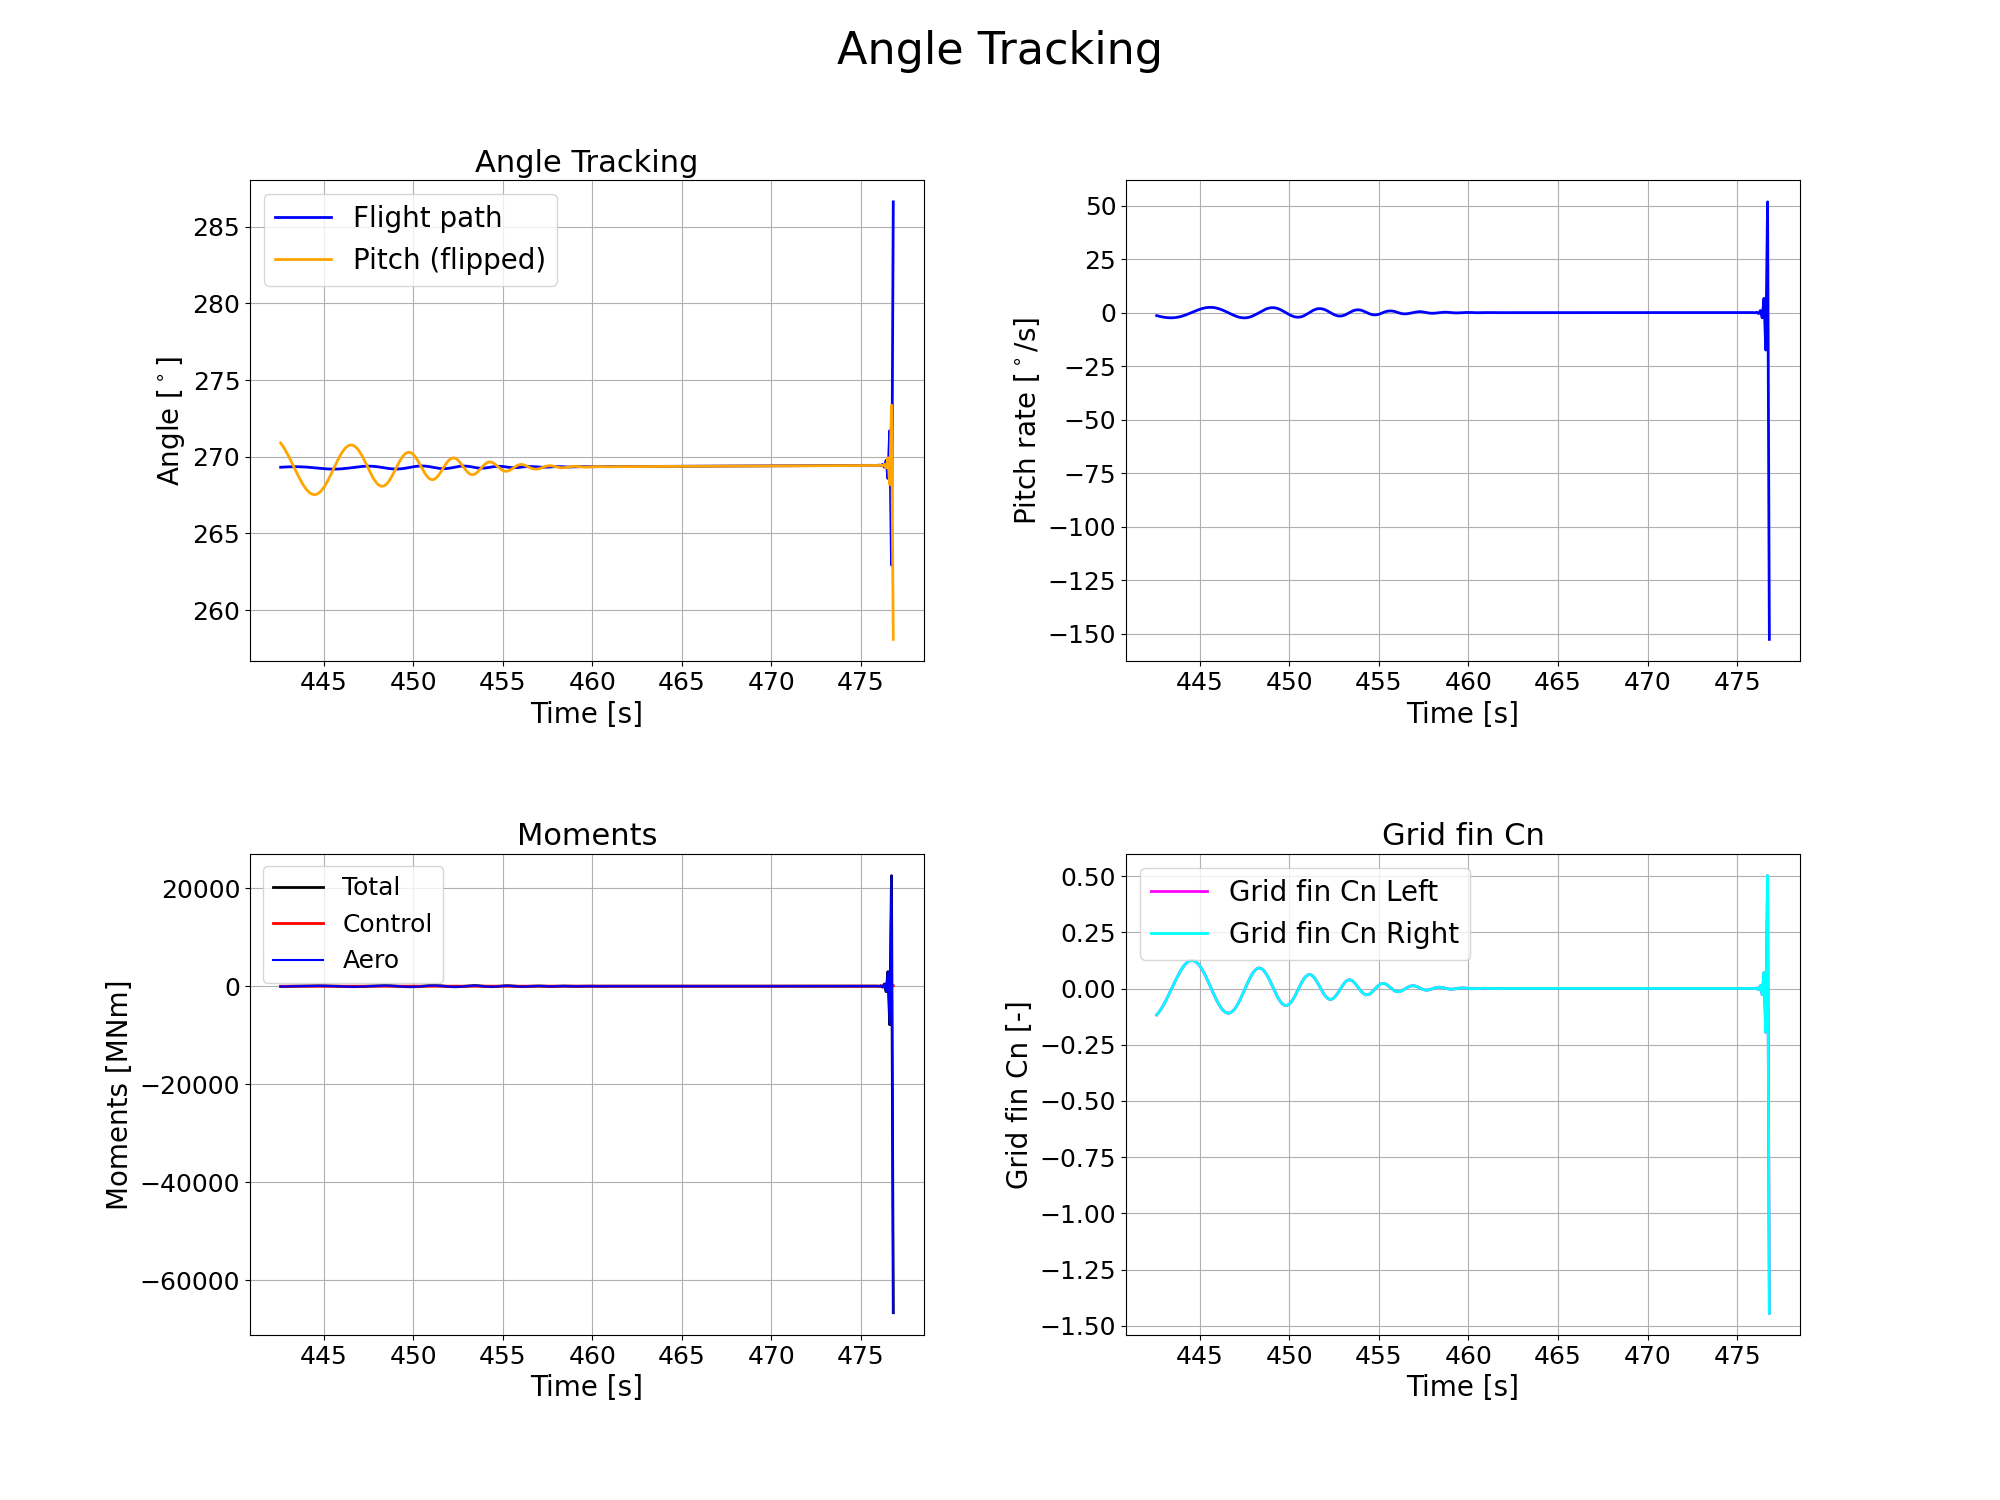 Angle Tracking
Angle Tracking
Flight path
Pitch (flipped)
285
280
275
270
265
260
Angle [°]
445 450 455 460 465 470 475
Time [s]
50
25
0
−25
−50
−75
−100
−125
−150
Pitch rate [°/s]
445 450 455 460 465 470 475
Time [s]
Moments
Total
Control
Aero
20000
0
−20000
−40000
−60000
Moments [MNm]
445 450 455 460 465 470 475
Time [s]
Grid fin Cn
Grid fin Cn Left
Grid fin Cn Right
0.50
0.25
0.00
−0.25
−0.50
−0.75
−1.00
−1.25
−1.50
Grid fin Cn [-]
445 450 455 460 465 470 475
Time [s]